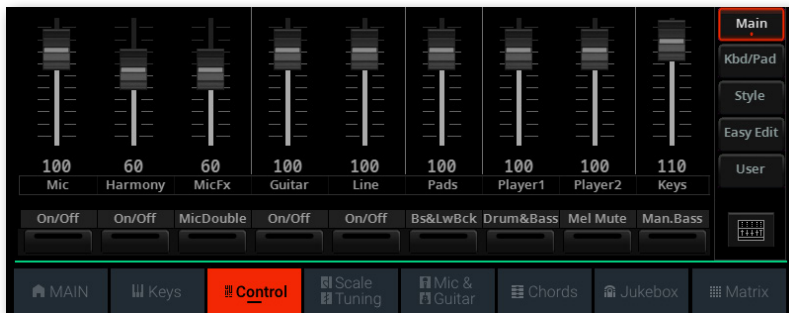 Main
Kbd/Pad
Style
Easy Edit
User
100 60 60 100 100 100 100 100 110
Mic Harmony MicFx Guitar Line Pads Player1 Player2 Keys
On/Off On/Off MicDouble On/Off On/Off Bs&LwBck Drum&Bass Mel Mute Man.Bass
MAIN Keys Control Scale Tuning Mic & Guitar Chords Jukebox Matrix